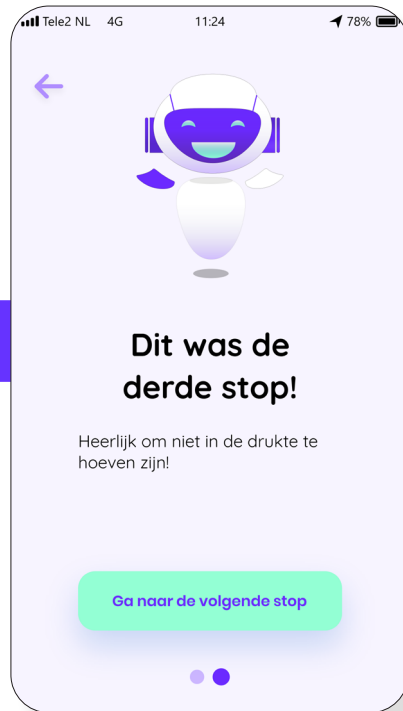 Tele2 NL 4G 11:24 78%
Dit was de
derde stop!
Heerlijk om niet in de drukte te
hoeven zijn!
Ga naar de volgende stop